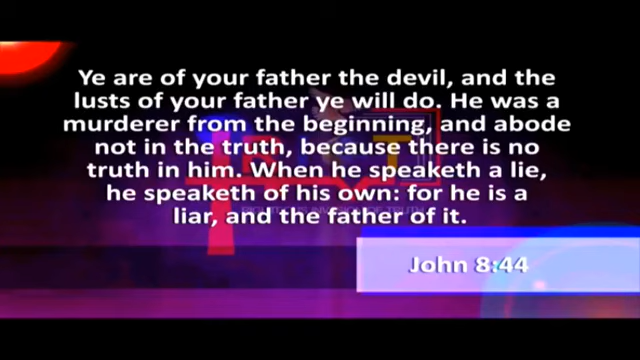 Ye are of your father the devil, and the
lusts of your father ye will do. He was a
murderer from the beginning, and abode
not in the truth, because there is no
truth in him. When he speaketh a lie,
he speaketh of his own: for he is a
liar, and the father of it.
John 8:44